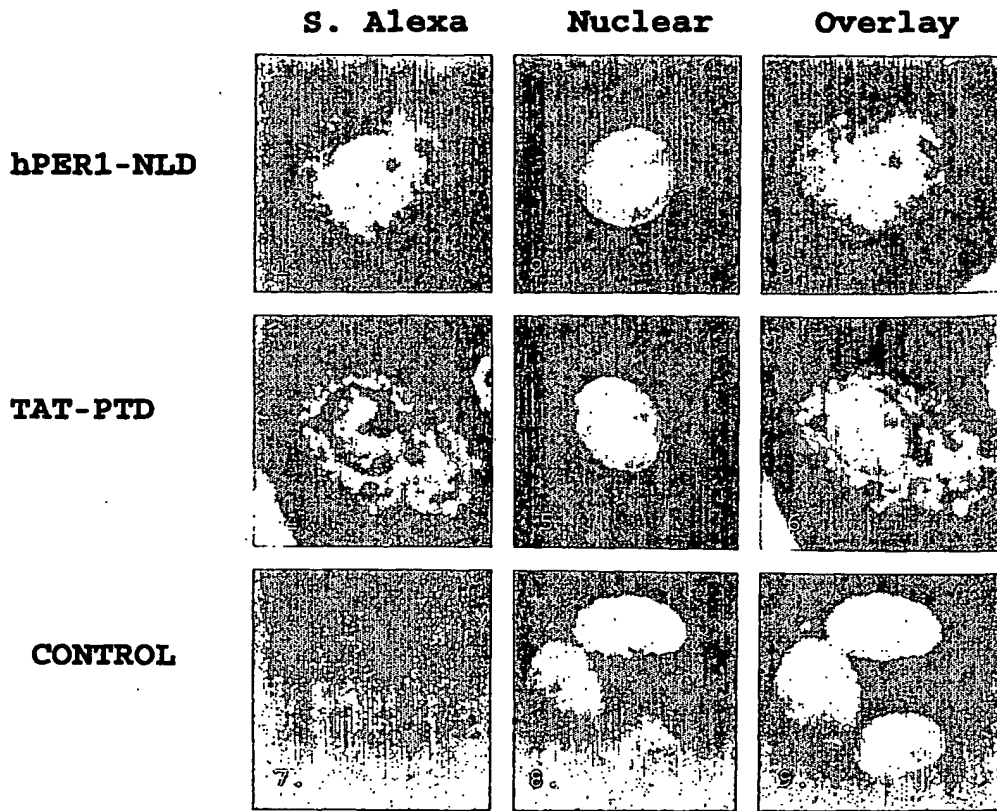 S. Alexa Nuclear Overlay
hPER1-NLD
TAT-PTD
CONTROL
7. 8. 9.